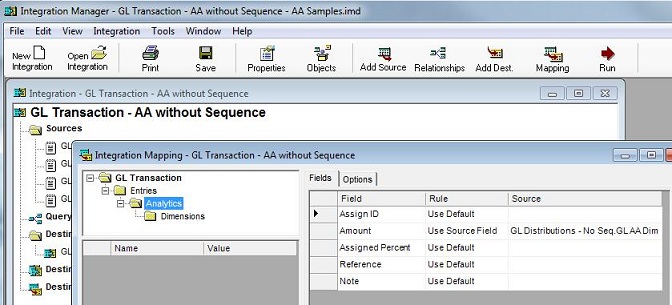 Integration Manager - GL Transaction - AA without Sequence - AA Samples.imd
File Edit View Integration Tools Window Help
New Integration Open Integration Print Save Properties Objects Add Source Relationships Add Dest. Mapping Run
Integration - GL Transaction - AA without Sequence
GL Transaction - AA without Sequence
Sources
GL
GL
GL
GL
Query
Destin
GL
Destin
Destin
Integration Mapping - GL Transaction - AA without Sequence
GL Transaction
Entries
Analytics
Dimensions
Name Value
Fields Options
Field Rule Source
Assign ID Use Default
Amount Use Source Field GL Distributions - No Seq.GL AA Dim
Assigned Percent Use Default
Reference Use Default
Note Use Default